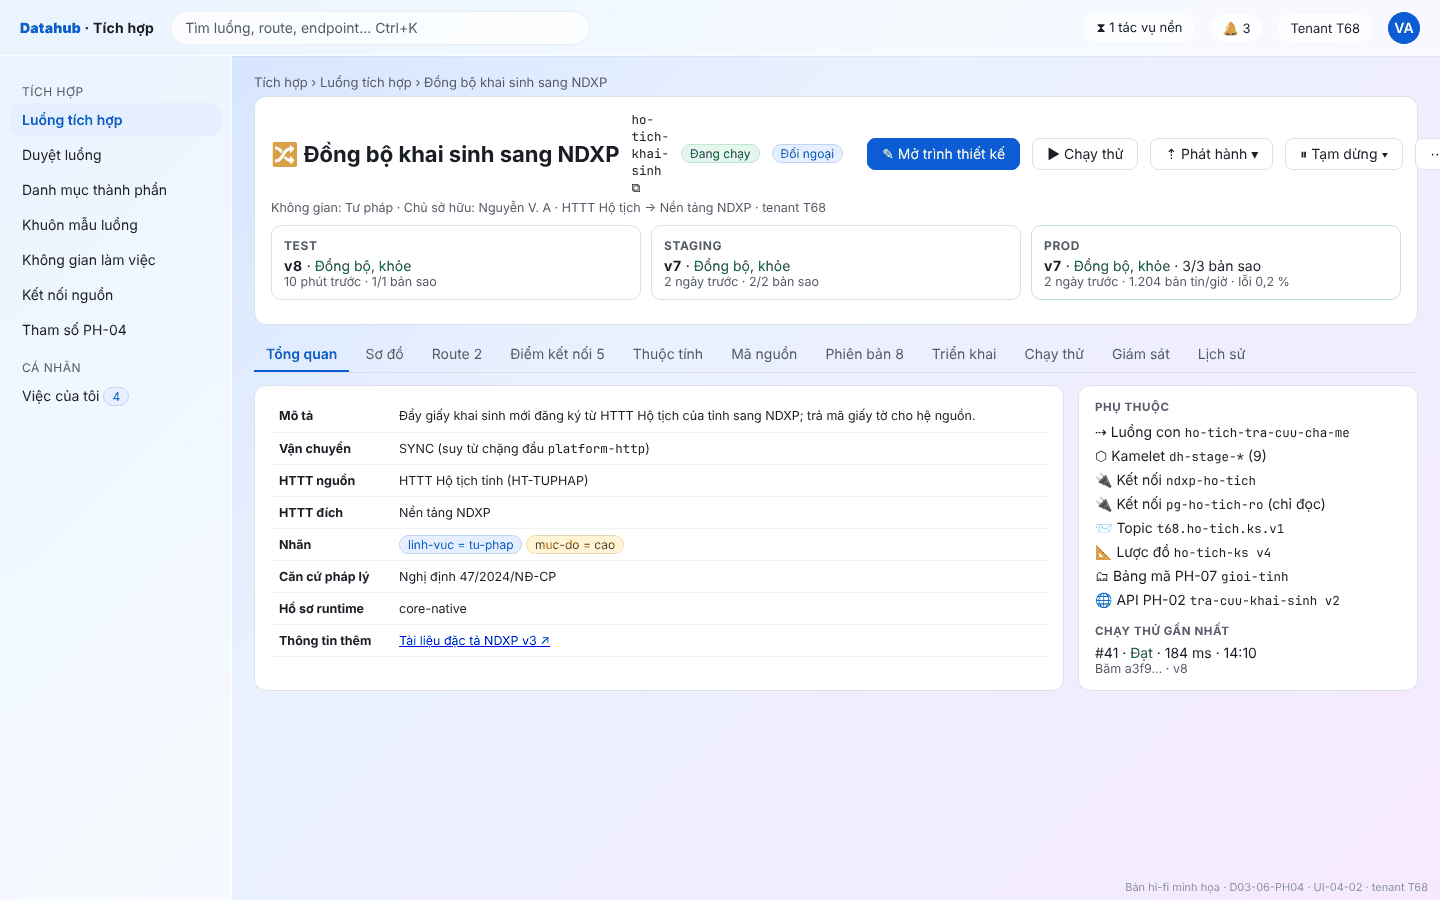 Datahub · Tích hợp
Tìm luồng, route, endpoint... Ctrl+K
1 tác vụ nền
3
Tenant T68
VA
TÍCH HỢP
Luồng tích hợp
Duyệt luồng
Danh mục thành phần
Khuôn mẫu luồng
Không gian làm việc
Kết nối nguồn
Tham số PH-04
CÁ NHÂN
Việc của tôi 4
Tích hợp › Luồng tích hợp › Đồng bộ khai sinh sang NDXP
Đồng bộ khai sinh sang NDXP
ho-
tich-
khai-
sinh
Đang chạy
Đối ngoại
✎ Mở trình thiết kế
▶ Chạy thử
⇡ Phát hành ▾
⏸ Tạm dừng ▾
Không gian: Tư pháp · Chủ sở hữu: Nguyễn V. A · HTTT Hộ tịch → Nền tảng NDXP · tenant T68
TEST
v8 · Đồng bộ, khỏe
10 phút trước · 1/1 bản sao
STAGING
v7 · Đồng bộ, khỏe
2 ngày trước · 2/2 bản sao
PROD
v7 · Đồng bộ, khỏe · 3/3 bản sao
2 ngày trước · 1.204 bản tin/giờ · lỗi 0,2 %
Tổng quan
Sơ đồ
Route 2
Điểm kết nối 5
Thuộc tính
Mã nguồn
Phiên bản 8
Triển khai
Chạy thử
Giám sát
Lịch sử
Mô tả
Đẩy giấy khai sinh mới đăng ký từ HTTT Hộ tịch của tỉnh sang NDXP; trả mã giấy tờ cho hệ nguồn.
Vận chuyển
SYNC (suy từ chặng đầu platform-http)
HTTT nguồn
HTTT Hộ tịch tỉnh (HT-TUPHAP)
HTTT đích
Nền tảng NDXP
Nhãn
linh-vuc = tu-phap
muc-do = cao
Căn cứ pháp lý
Nghị định 47/2024/NĐ-CP
Hồ sơ runtime
core-native
Thông tin thêm
Tài liệu đặc tả NDXP v3 ↗
PHỤ THUỘC
⇢ Luồng con ho-tich-tra-cuu-cha-me
⬡ Kamelet dh-stage-* (9)
🔌 Kết nối ndxp-ho-tich
🔌 Kết nối pg-ho-tich-ro (chỉ đọc)
📨 Topic t68.ho-tich.ks.v1
📐 Lược đồ ho-tich-ks v4
🗂 Bảng mã PH-07 gioi-tinh
🌐 API PH-02 tra-cuu-khai-sinh v2
CHẠY THỬ GẦN NHẤT
#41 · Đạt · 184 ms · 14:10
Băm a3f9… · v8
Bản hi-fi minh họa · D03-06-PH04 · UI-04-02 · tenant T68